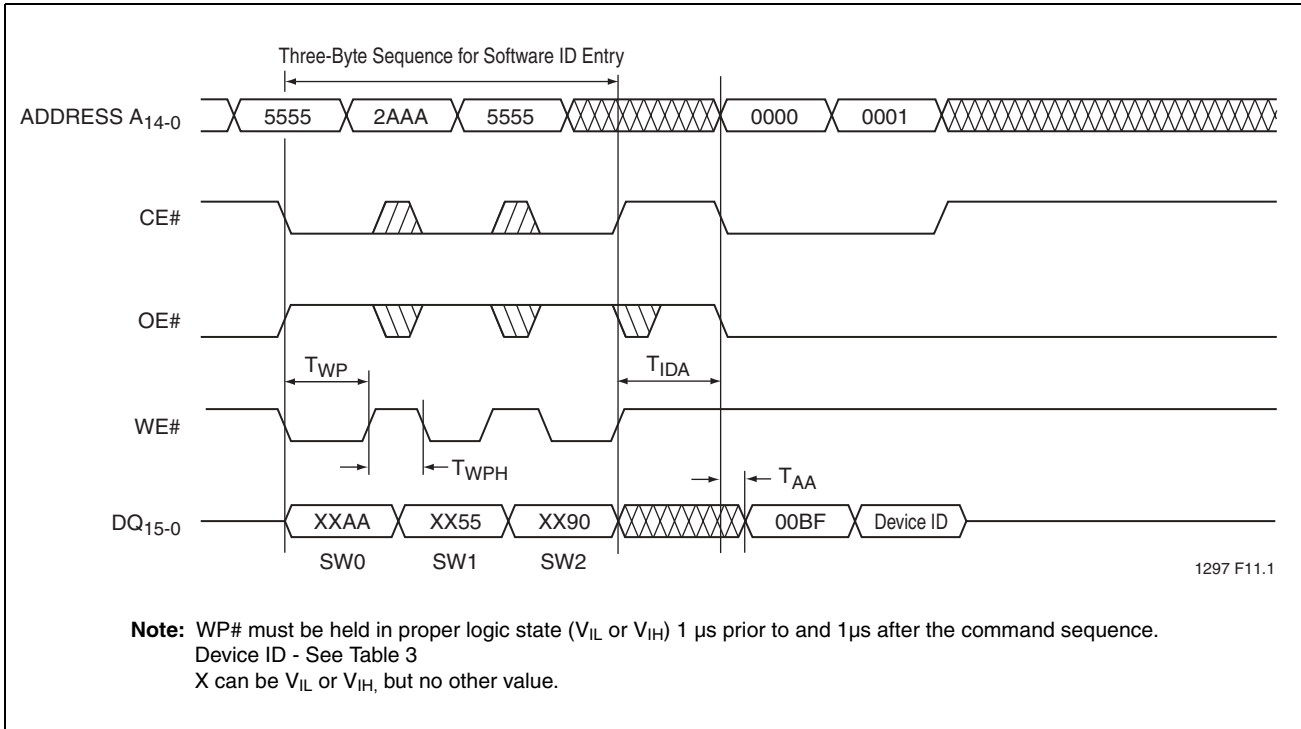 Three-Byte Sequence for Software ID Entry
ADDRESS A14-0 5555 2AAA 5555 0000 0001
CE#
OE#
TWP TIDA
WE#
TWPH TAA
DQ15-0 XXAA XX55 XX90 00BF Device ID
SW0 SW1 SW2
1297 F11.1
Note: WP# must be held in proper logic state (VIL or VIH) 1 µs prior to and 1µs after the command sequence.
Device ID - See Table 3
X can be VIL or VIH, but no other value.